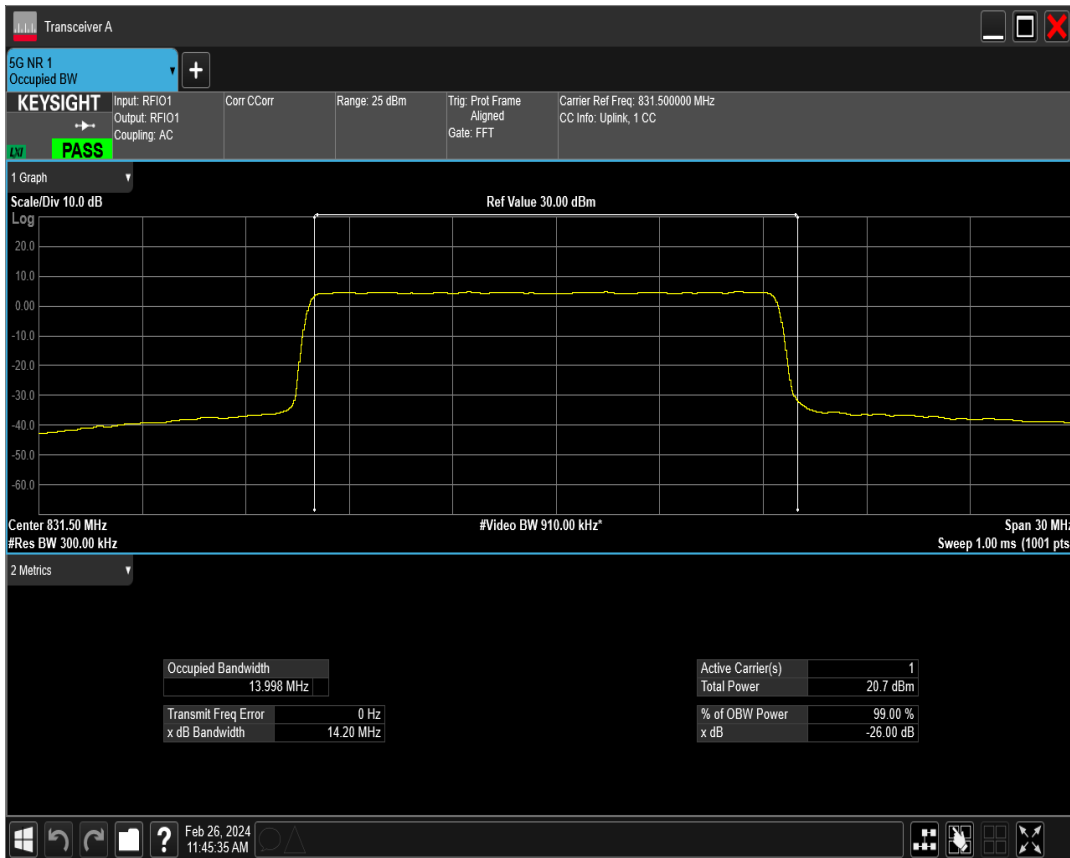 Transceiver A
5G NR 1
Occupied BW
KEYSIGHT
LXI
PASS
Input: RFIO1
Output: RFIO1
Coupling: AC
Corr CCorr
Range: 25 dBm
Trig: Prot Frame
Aligned
Gate: FFT
Carrier Ref Freq: 831.500000 MHz
CC Info: Uplink, 1 CC
1 Graph
Scale/Div 10.0 dB
Ref Value 30.00 dBm
Log
20.0
10.0
0.00
-10.0
-20.0
-30.0
-40.0
-50.0
-60.0
Center 831.50 MHz
#Video BW 910.00 kHz*
Span 30 MHz
#Res BW 300.00 kHz
Sweep 1.00 ms (1001 pts
2 Metrics
Occupied Bandwidth
13.998 MHz
Transmit Freq Error 0 Hz
x dB Bandwidth 14.20 MHz
Active Carrier(s) 1
Total Power 20.7 dBm
% of OBW Power 99.00 %
x dB -26.00 dB
Feb 26, 2024
11:45:35 AM